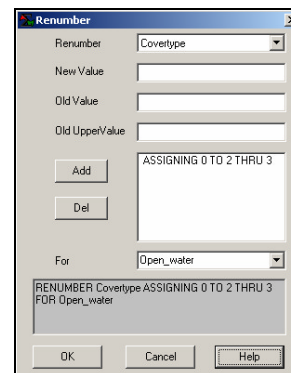 Renumber
Renumber
Covertype
New Value
Old Value
Old UpperValue
Add
ASSIGNING 0 TO 2 THRU 3
Del
For
Open_water
RENUMBER Covertype ASSIGNING 0 TO 2 THRU 3
FOR Open_water
OK
Cancel
Help